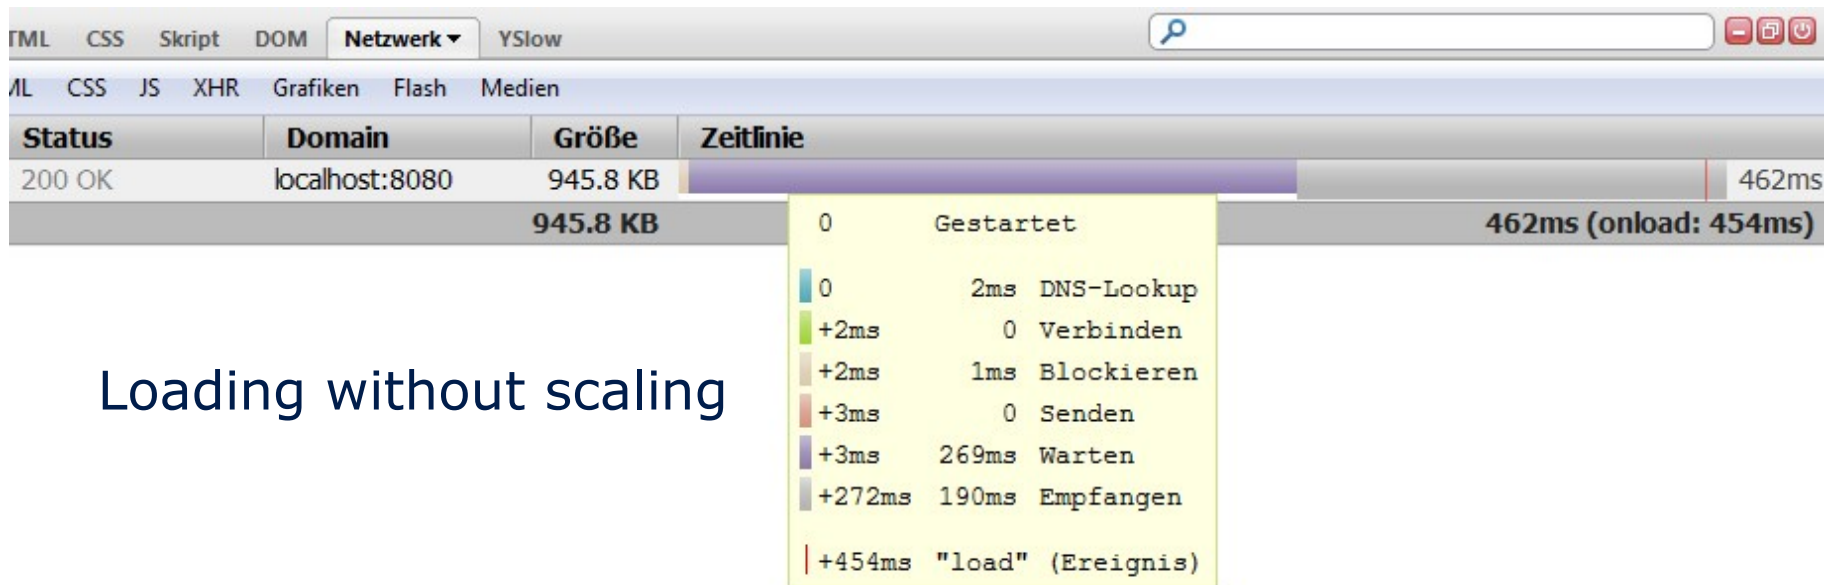 TML CSS Skript DOM Netzwerk YSlow
ML CSS JS XHR Grafiken Flash Medien
Status Domain Größe Zeitlinie
200 OK localhost:8080 945.8 KB 462ms
945.8 KB 462ms (onload: 454ms)
0 Gestartet
0 2ms DNS-Lookup
+2ms 0 Verbinden
+2ms 1ms Blockieren
+3ms 0 Senden
+3ms 269ms Warten
+272ms 190ms Empfangen
+454ms "load" (Ereignis)
Loading without scaling